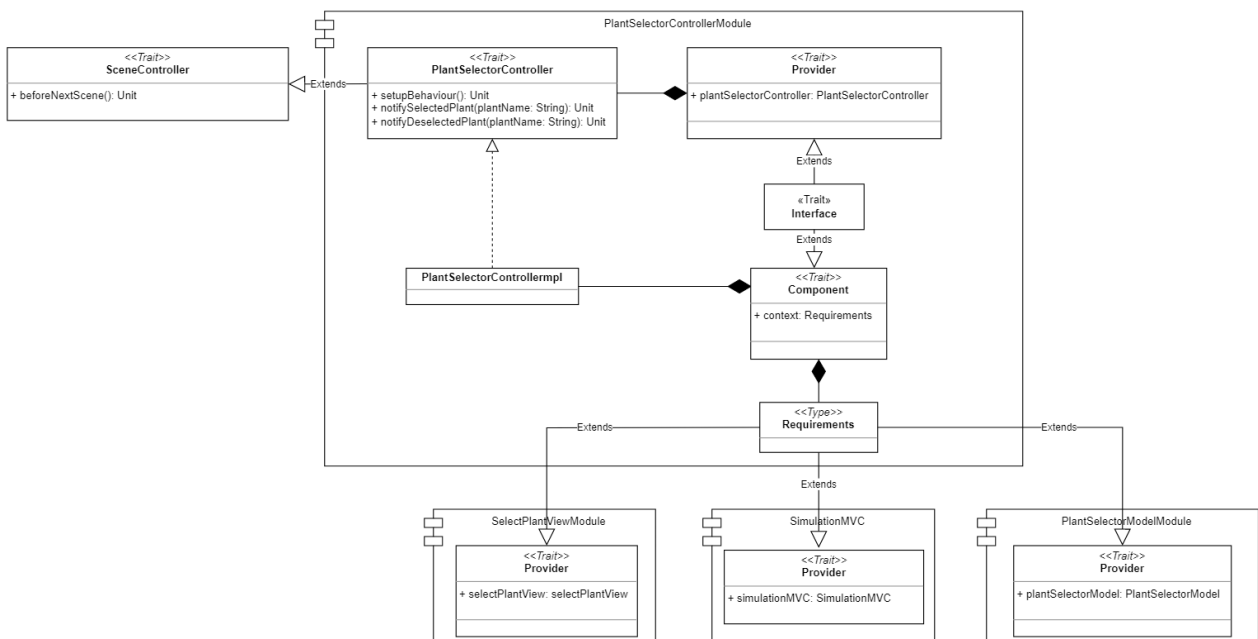 PlantSelectorControllerModule
<<Trait>>
SceneController
+ beforeNextScene(): Unit
Extends
<<Trait>>
PlantSelectorController
+ setupBehaviour(): Unit
+ notifySelectedPlant(plantName: String): Unit
+ notifyDeselectedPlant(plantName: String): Unit
<<Trait>>
Provider
+ plantSelectorController: PlantSelectorController
Extends
«Trait»
Interface
Extends
PlantSelectorControllermpl
<<Trait>>
Component
+ context: Requirements
<<Type>>
Requirements
Extends
Extends
Extends
SelectPlantViewModule
<<Trait>>
Provider
+ selectPlantView: selectPlantView
SimulationMVC
<<Trait>>
Provider
+ simulationMVC: SimulationMVC
PlantSelectorModelModule
<<Trait>>
Provider
+ plantSelectorModel: PlantSelectorModel